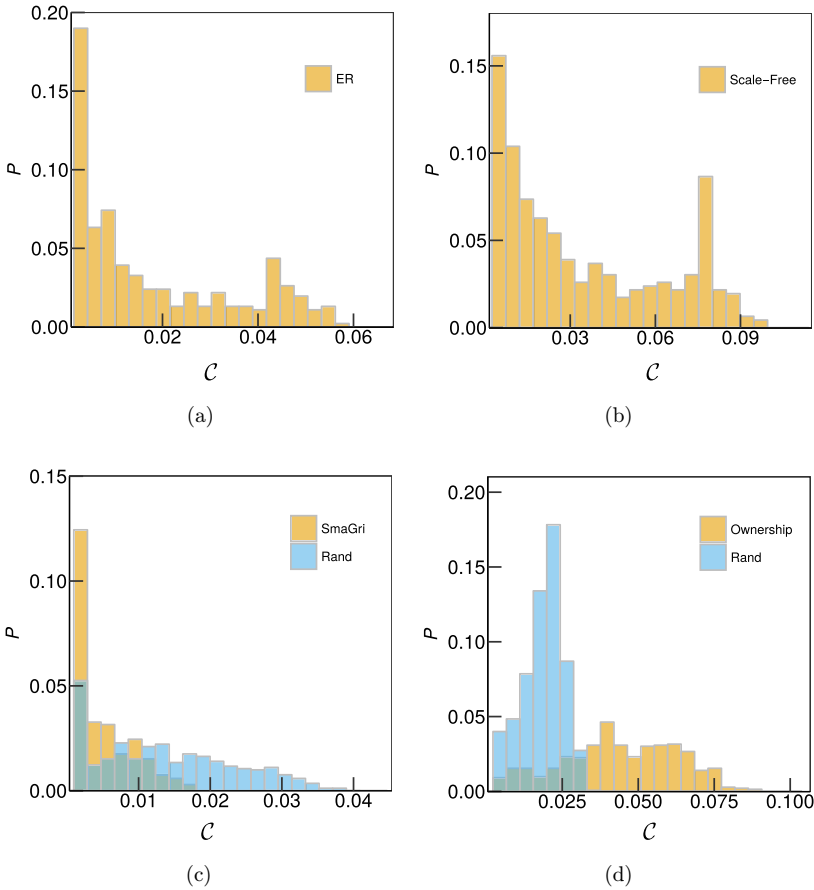 0.20
0.15
0.10
0.05
0.00
P
ER
0.02 0.04 0.06
𝒞
(a)
0.15
0.10
0.05
0.00
P
Scale-Free
0.03 0.06 0.09
𝒞
(b)
0.15
0.10
0.05
0.00
P
SmaGri
Rand
0.01 0.02 0.03 0.04
𝒞
(c)
0.20
0.15
0.10
0.05
0.00
P
Ownership
Rand
0.025 0.050 0.075 0.100
𝒞
(d)